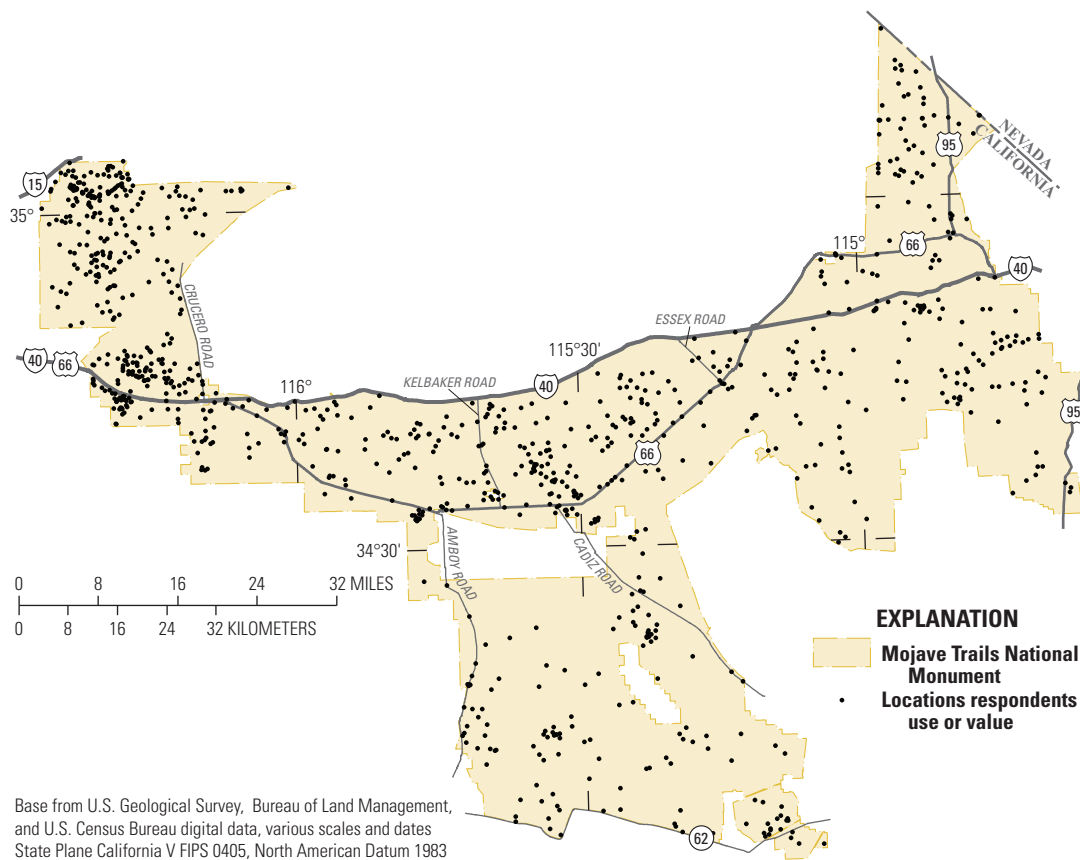 NEVADA
CALIFORNIA
95
15
35°
115°
66
40
CRUCERO ROAD
ESSEX ROAD
115°30'
40
66
116°
KELBAKER ROAD
40
66
95
34°30'
AMBOY ROAD
CADIZ ROAD
0 8 16 24 32 MILES
0 8 16 24 32 KILOMETERS
EXPLANATION
Mojave Trails National
Monument
Locations respondents
use or value
62
Base from U.S. Geological Survey, Bureau of Land Management,
and U.S. Census Bureau digital data, various scales and dates
State Plane California V FIPS 0405, North American Datum 1983